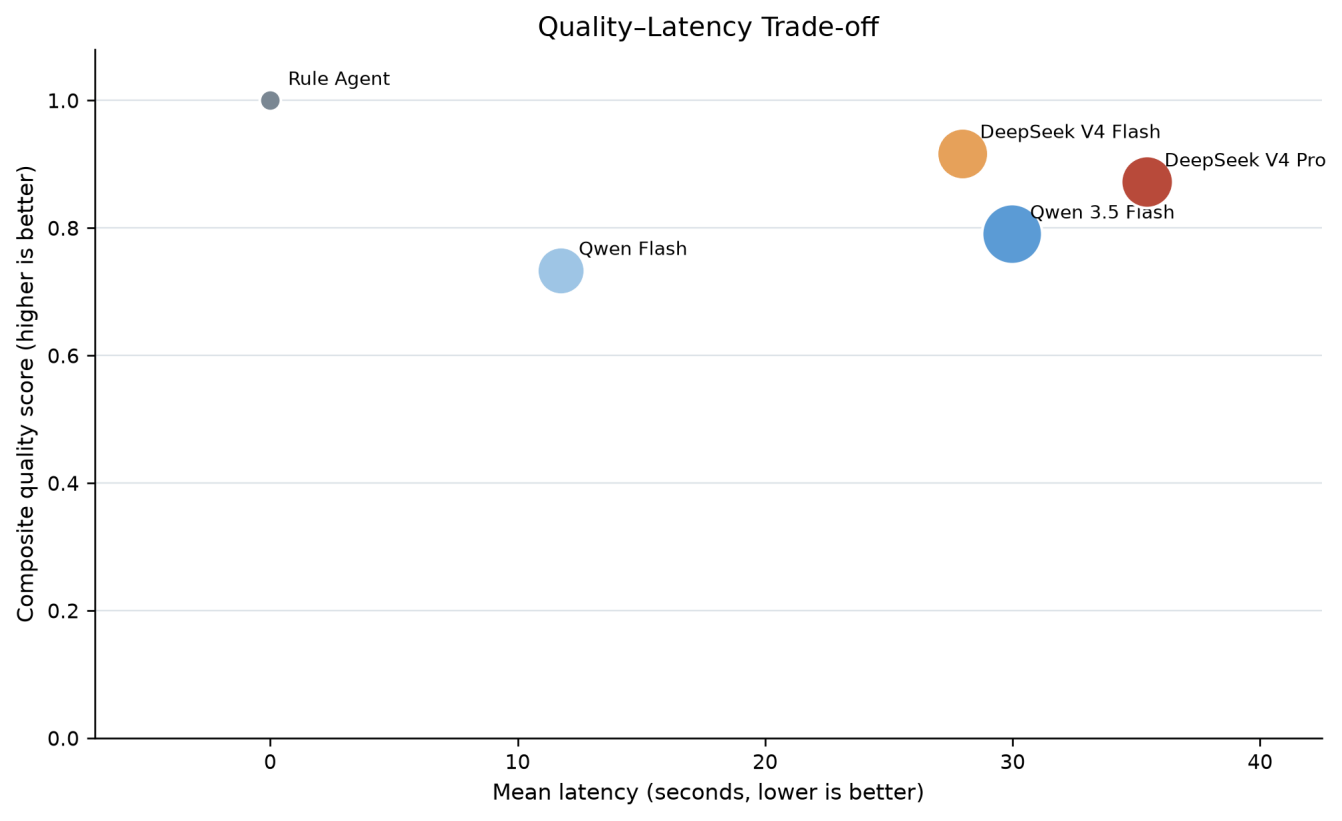 Quality–Latency Trade-off
Rule Agent
DeepSeek V4 Flash
DeepSeek V4 Pro
Qwen 3.5 Flash
Qwen Flash
1.0
0.8
0.6
0.4
0.2
0.0
Composite quality score (higher is better)
0 10 20 30 40
Mean latency (seconds, lower is better)